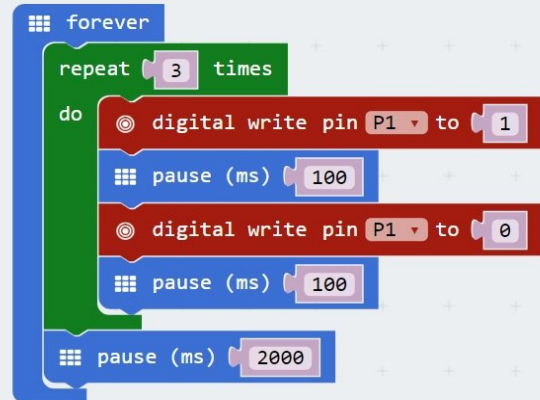 forever
repeat 3 times
do
digital write pin P1 to 1
pause (ms) 100
digital write pin P1 to 0
pause (ms) 100
pause (ms) 2000